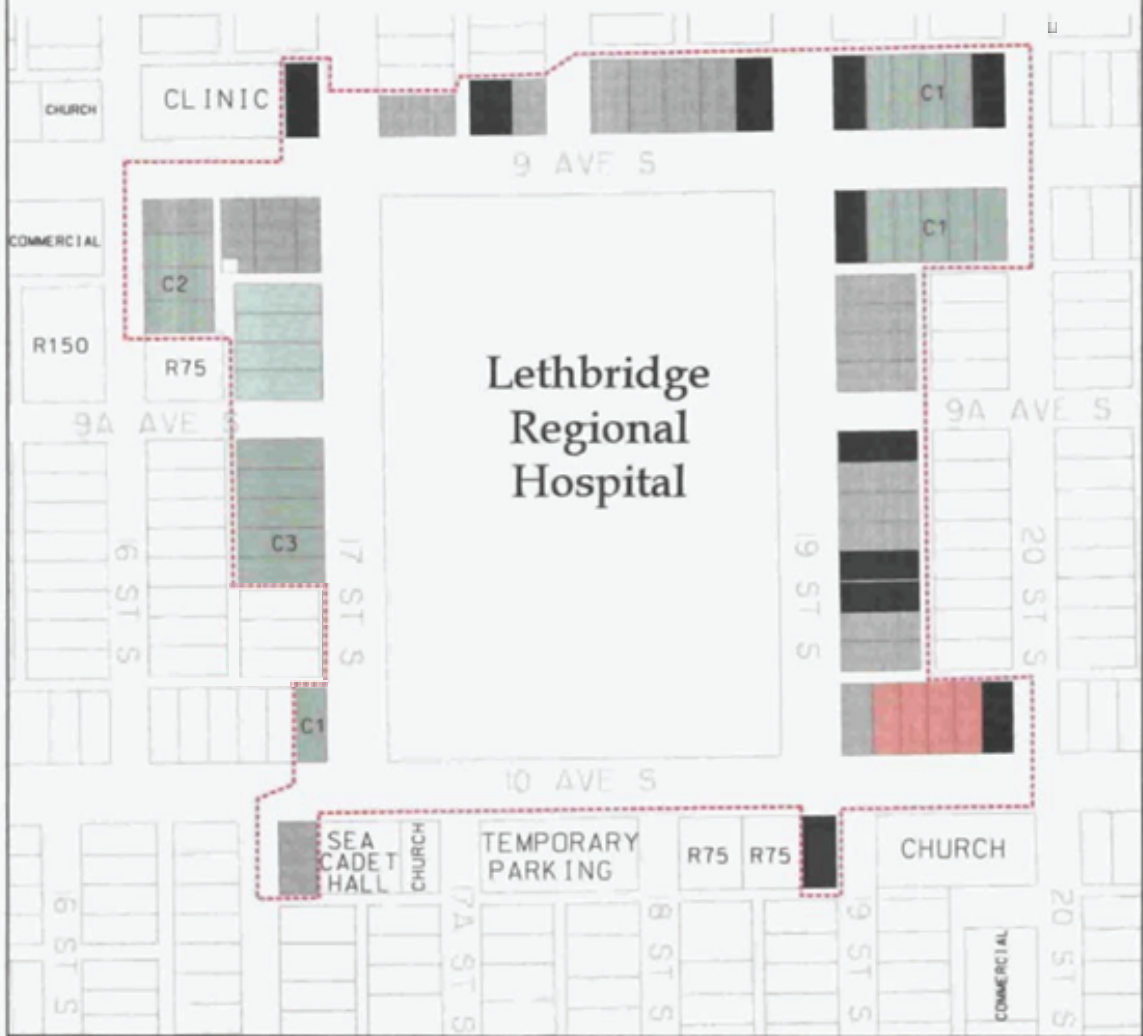 CLINIC
CHURCH
C1
9 AVE S
COMMERCIAL
C1
C2
R150
R75
Lethbridge
Regional
Hospital
9A AVE S
9A AVE S
C3
16 ST S
17 ST S
19 ST S
20 ST S
C1
10 AVE S
SEA
CADET
HALL
CHURCH
TEMPORARY
PARKING
R75
R75
CHURCH
16 ST S
17A ST S
18 ST S
19 ST S
COMMERCIAL
20 ST S